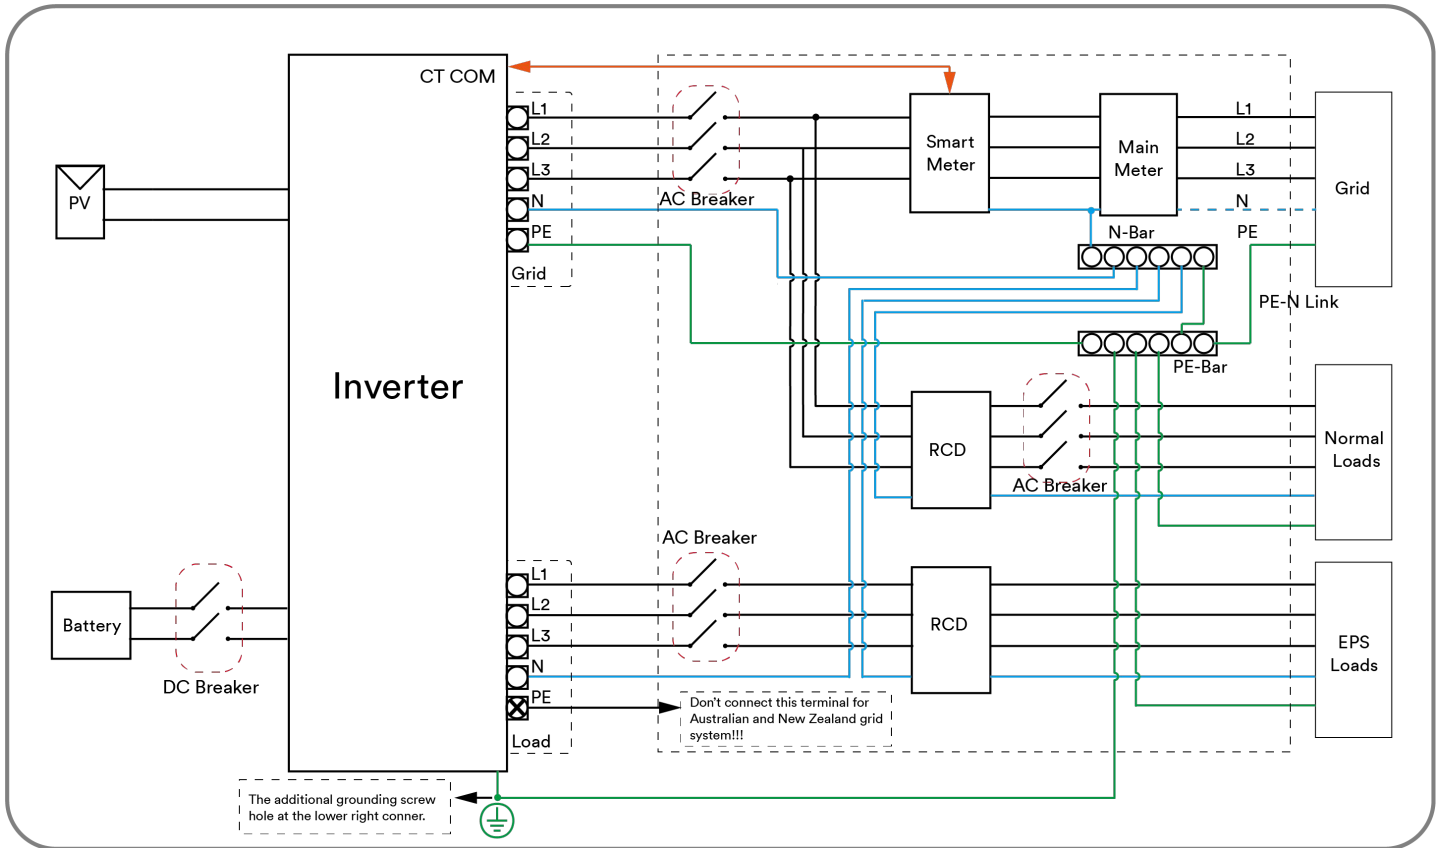 CT COM
L1
L2
L3
N
PE
Grid
AC Breaker
Smart
Meter
Main
Meter
L1
L2
L3
N
PE
Grid
N-Bar
PE-N Link
PE-Bar
PV
Inverter
RCD
AC Breaker
Normal
Loads
AC Breaker
L1
L2
L3
N
PE
Load
RCD
EPS
Loads
Battery
DC Breaker
Don't connect this terminal for
Australian and New Zealand grid
system!!!
The additional grounding screw
hole at the lower right conner.